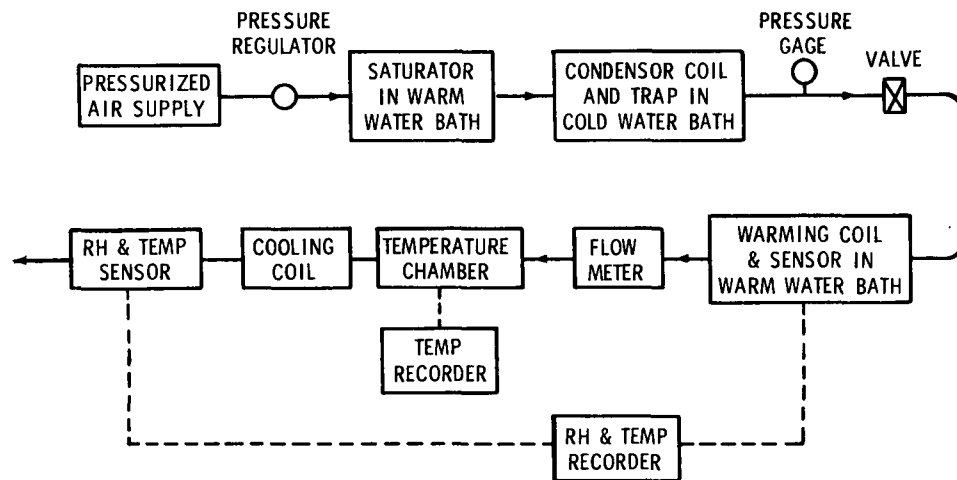 PRESSURE
REGULATOR
PRESSURIZED
AIR SUPPLY
SATURATOR
IN WARM
WATER BATH
CONDENSOR COIL
AND TRAP IN
COLD WATER BATH
PRESSURE
GAGE
VALVE
RH & TEMP
SENSOR
COOLING
COIL
TEMPERATURE
CHAMBER
FLOW
METER
WARMING COIL
& SENSOR IN
WARM WATER BATH
TEMP
RECORDER
RH & TEMP
RECORDER